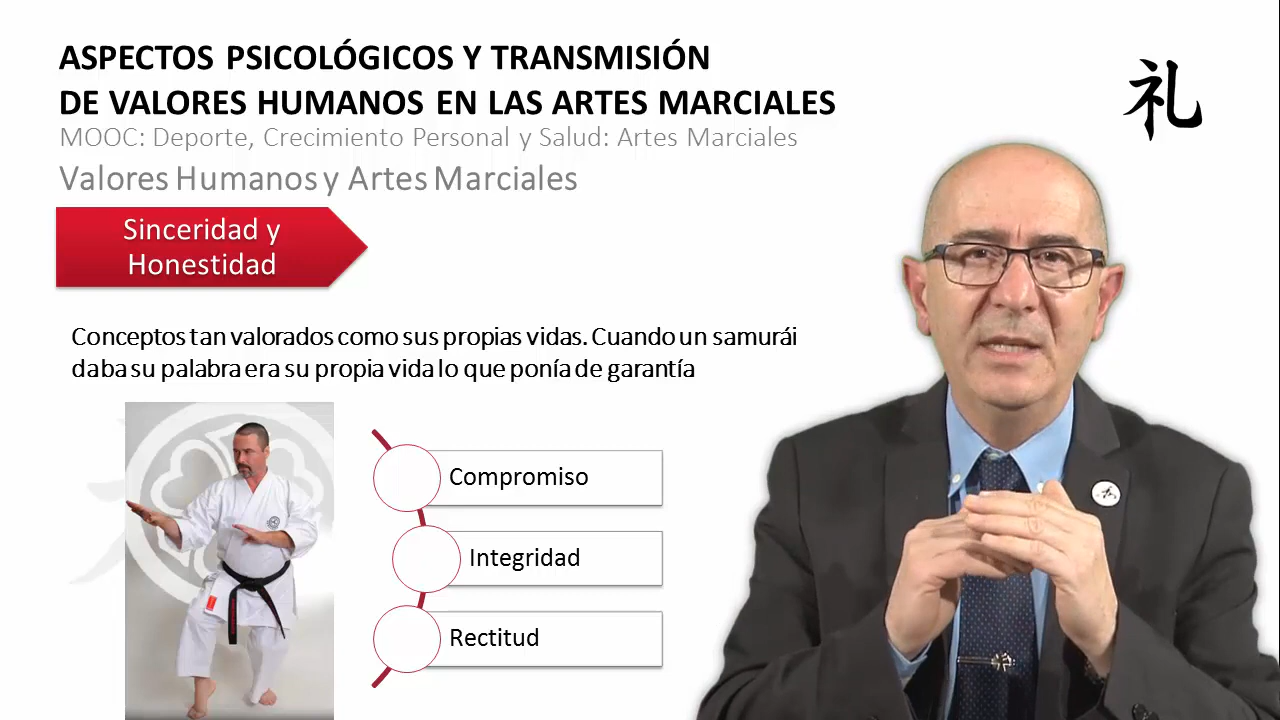 ASPECTOS PSICOLÓGICOS Y TRANSMISIÓN
DE VALORES HUMANOS EN LAS ARTES MARCIALES
MOOC: Deporte, Crecimiento Personal y Salud: Artes Marciales
Valores Humanos y Artes Marciales
礼
Sinceridad y
Honestidad
Conceptos tan valorados como sus propias vidas. Cuando un samurái
daba su palabra era su propia vida lo que ponía de garantía
Compromiso
Integridad
Rectitud